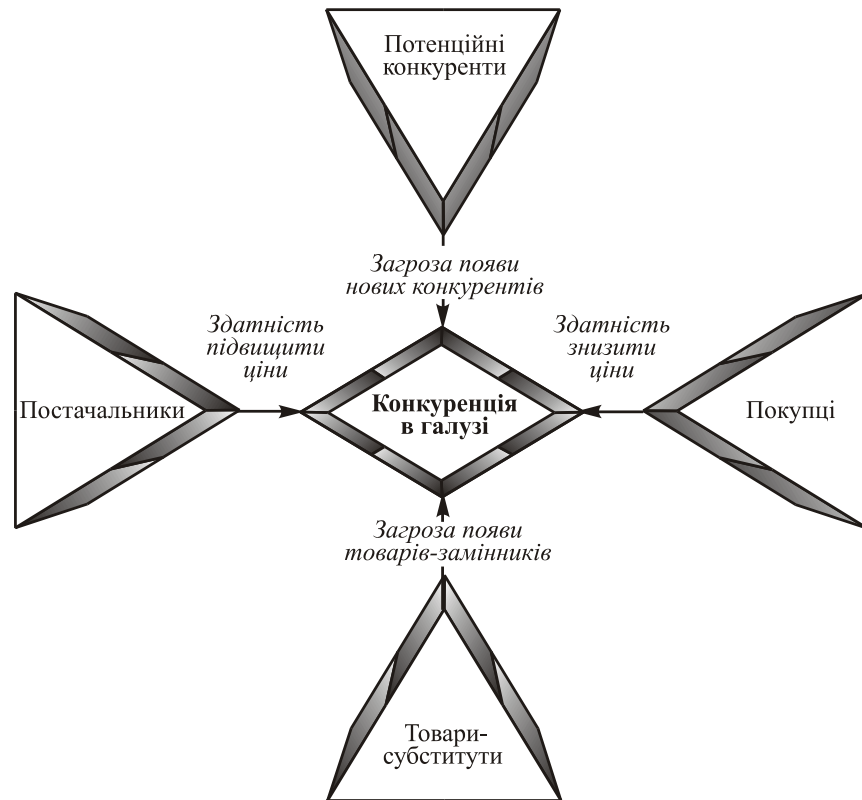 Потенційні
конкуренти
Загроза появи
нових конкурентів
Здатність
підвищити
ціни
Здатність
знизити
ціни
Постачальники
Конкуренція
в галузі
Покупці
Загроза появи
товарів-замінників
Товари-
субститути